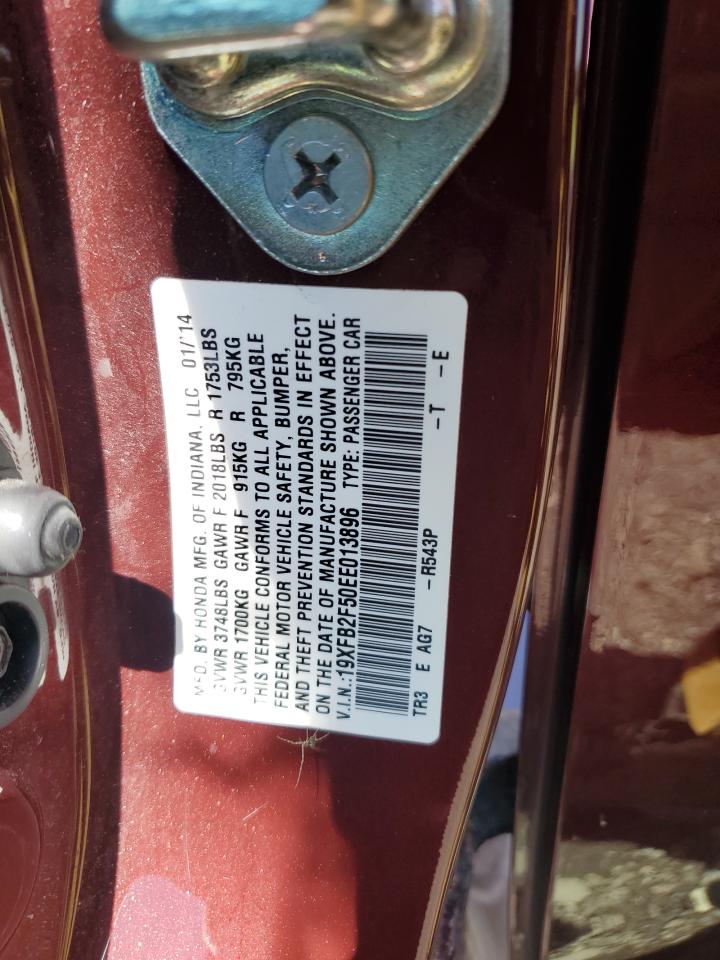 MFD. BY HONDA MFG. OF INDIANA, LLC 01/'14
GVWR 3748LBS GAWR F 2018LBS R 1753LBS
GVWR 1700KG GAWR F 915KG R 795KG
THIS VEHICLE CONFORMS TO ALL APPLICABLE
FEDERAL MOTOR VEHICLE SAFETY, BUMPER,
AND THEFT PREVENTION STANDARDS IN EFFECT
ON THE DATE OF MANUFACTURE SHOWN ABOVE.
V.I.N.:19XFB2F50EE013896 TYPE: PASSENGER CAR
TR3 E AG7 -R543P -T -E